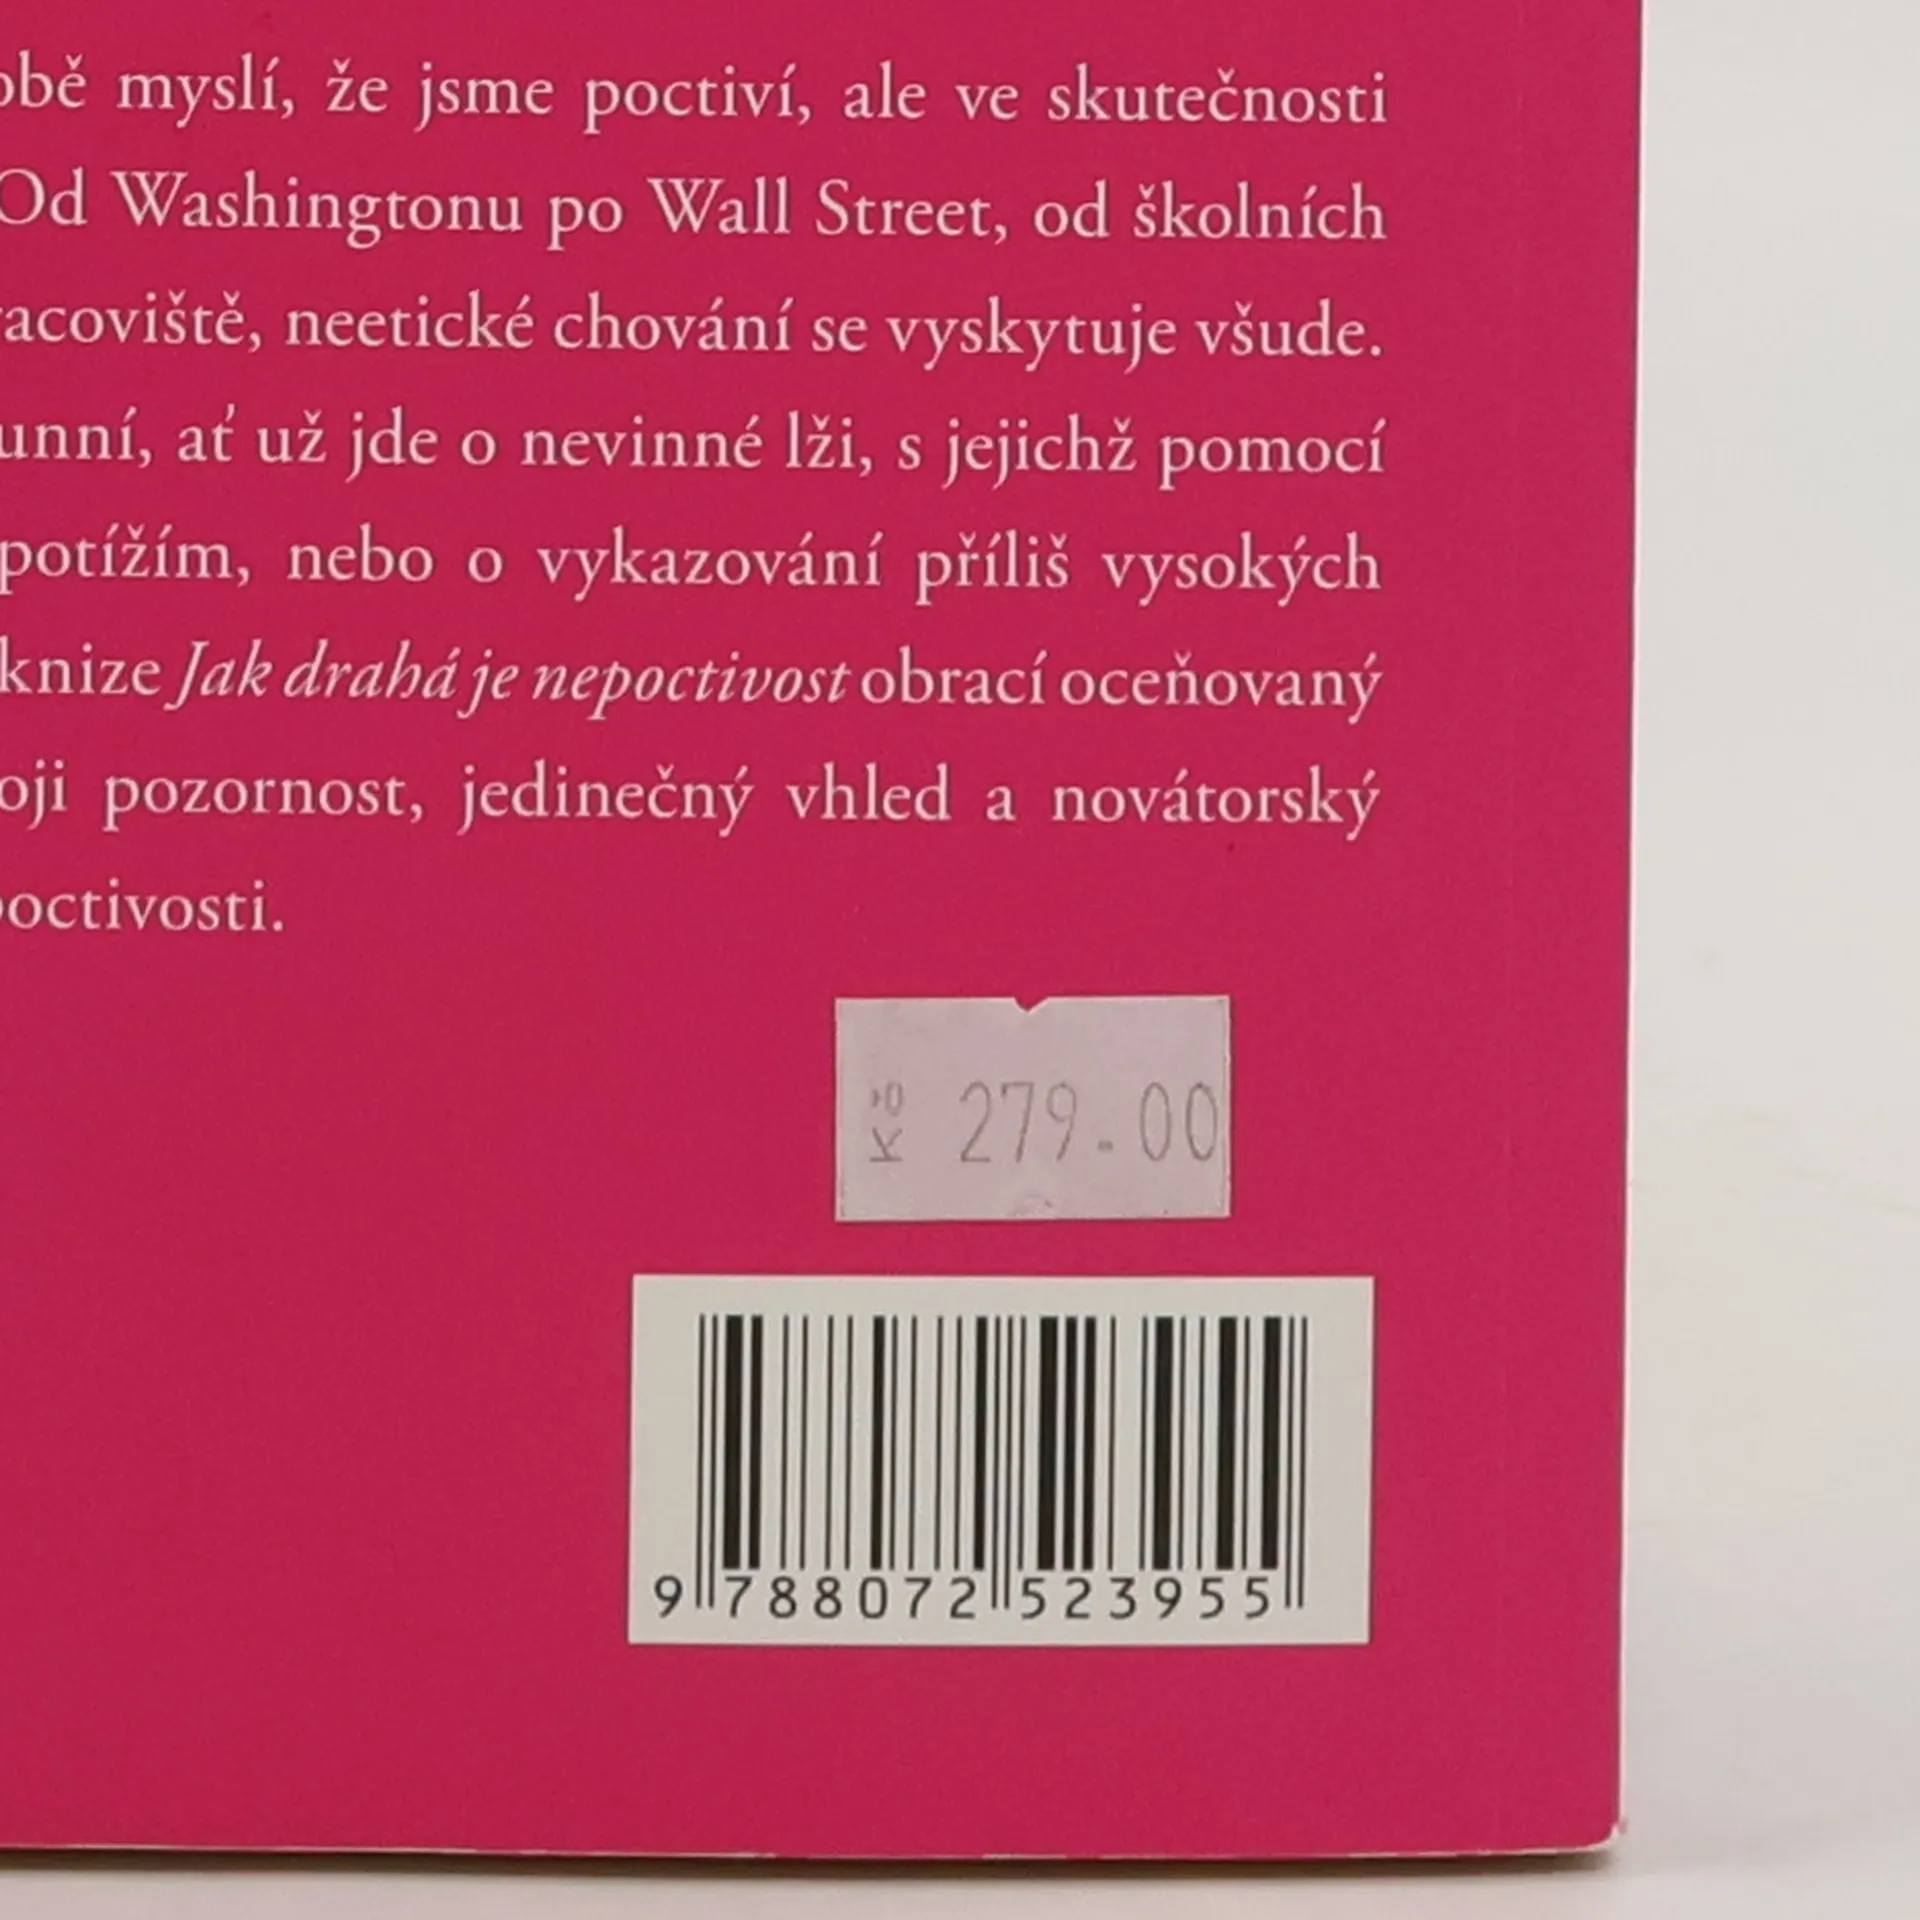 obě myslí, že jsme poctiví, ale ve skutečnosti
Od Washingtonu po Wall Street, od školních
racoviště, neetické chování se vyskytuje všude.
unní, ať už jde o nevinné lži, s jejichž pomocí
potížím, nebo o vykazování příliš vysokých
knize Jak drahá je nepoctivost obrací oceňovaný
oji pozornost, jedinečný vhled a novátorský
poctivosti.
Kč 279.00
9 788072 523955